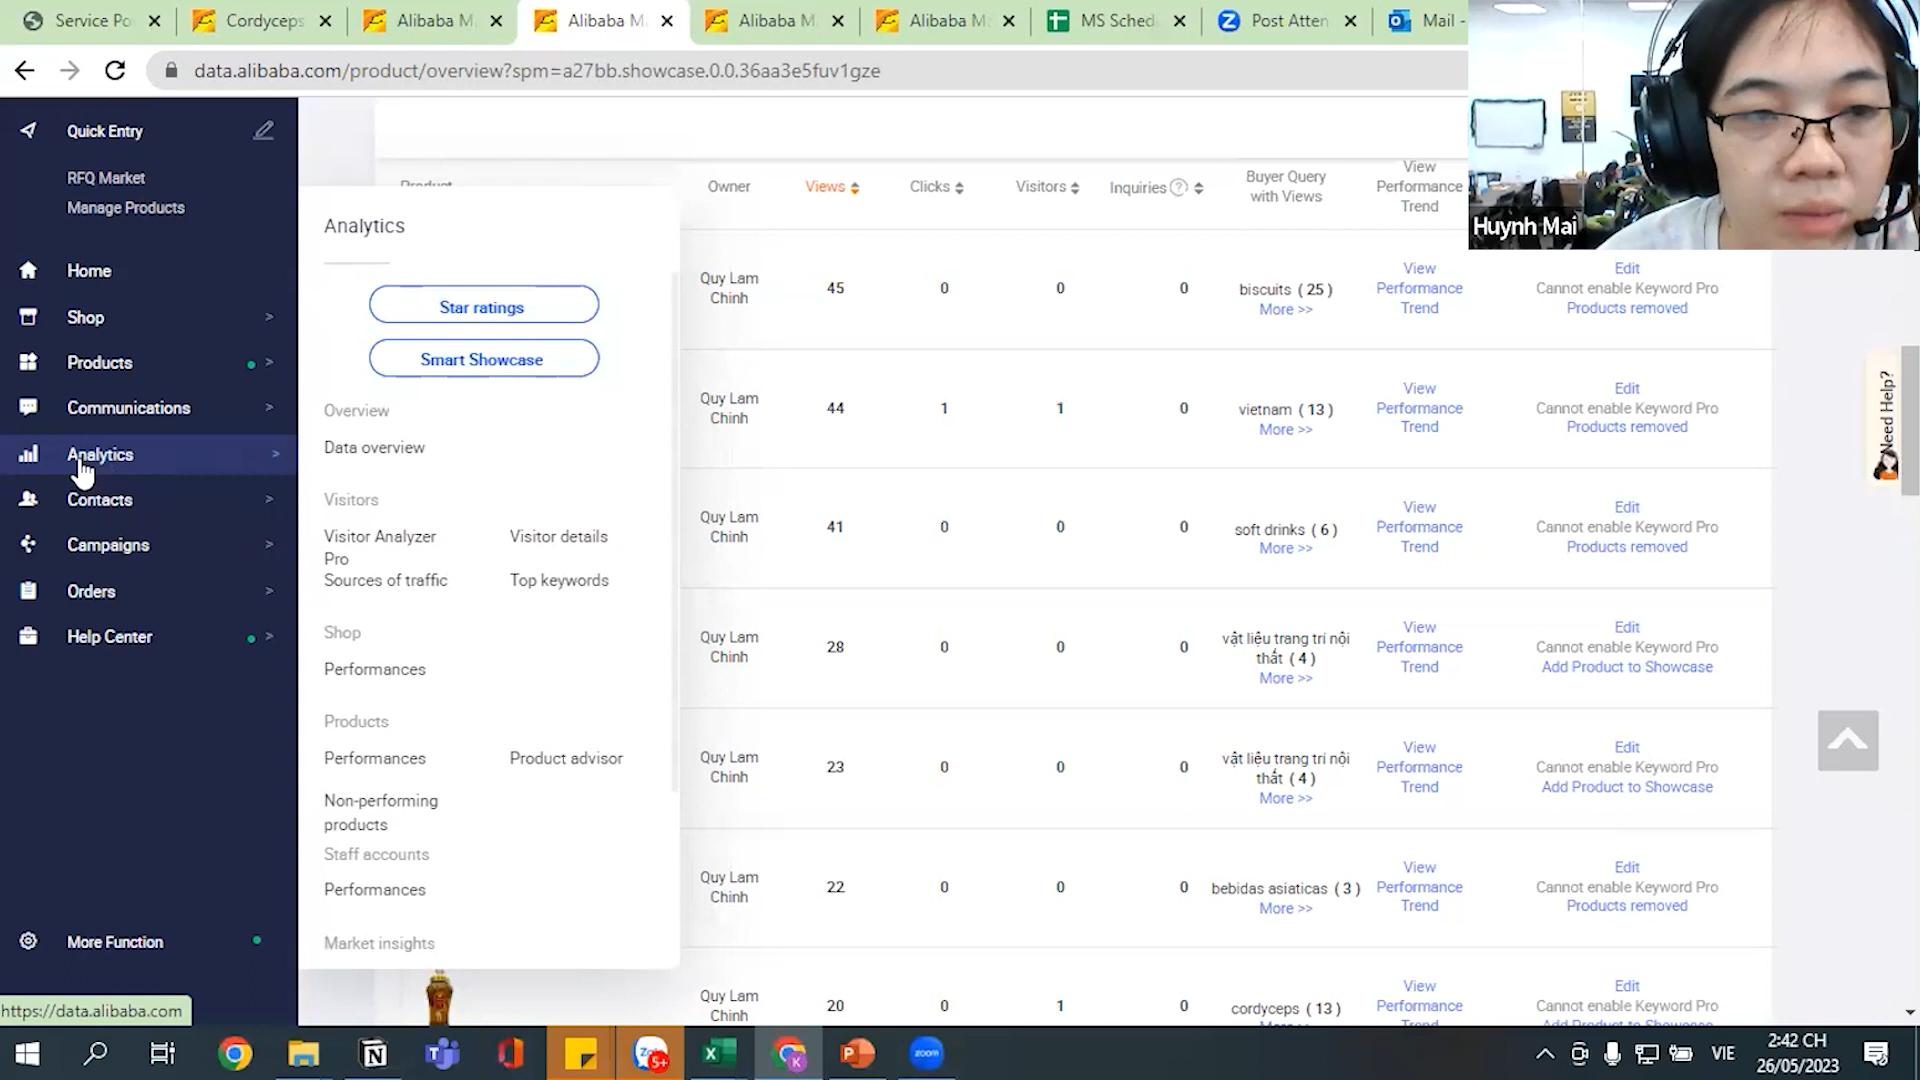 Service Po
Cordyceps
Alibaba M
Alibaba M
Alibaba M
Alibaba M
MS Sched
Post Atten
Mail -
data.alibaba.com/product/overview?spm=a27bb.showcase.0.0.36aa3e5fuv1gze
Quick Entry
RFQ Market
Manage Products
Home
Shop >
Products >
Communications >
Analytics >
Contacts >
Campaigns >
Orders >
Help Center >
More Function
https://data.alibaba.com
Analytics
Star ratings
Smart Showcase
Overview
Data overview
Visitors
Visitor Analyzer Visitor details
Pro
Sources of traffic Top keywords
Shop
Performances
Products
Performances Product advisor
Non-performing
products
Staff accounts
Performances
Market insights
Product Owner Views Clicks Visitors Inquiries ?
Buyer Query
with Views
View
Performance
Trend
Huynh Mai
Quy Lam
Chinh
45 0 0 0
biscuits ( 25 )
More >>
View
Performance
Trend
Edit
Cannot enable Keyword Pro
Products removed
Quy Lam
Chinh
44 1 1 0
vietnam ( 13 )
More >>
View
Performance
Trend
Edit
Cannot enable Keyword Pro
Products removed
Quy Lam
Chinh
41 0 0 0
soft drinks ( 6 )
More >>
View
Performance
Trend
Edit
Cannot enable Keyword Pro
Products removed
Quy Lam
Chinh
28 0 0 0
vật liệu trang trí nội
thất ( 4 )
More >>
View
Performance
Trend
Edit
Cannot enable Keyword Pro
Add Product to Showcase
Quy Lam
Chinh
23 0 0 0
vật liệu trang trí nội
thất ( 4 )
More >>
View
Performance
Trend
Edit
Cannot enable Keyword Pro
Add Product to Showcase
Quy Lam
Chinh
22 0 0 0
bebidas asiaticas ( 3 )
More >>
View
Performance
Trend
Edit
Cannot enable Keyword Pro
Products removed
Quy Lam
Chinh
20 0 1 0
cordyceps ( 13 )
More >>
View
Performance
Trend
Edit
Cannot enable Keyword Pro
Add Product to Showcase
Need Help?
5+
zoom
VIE
2:42 CH
26/05/2023